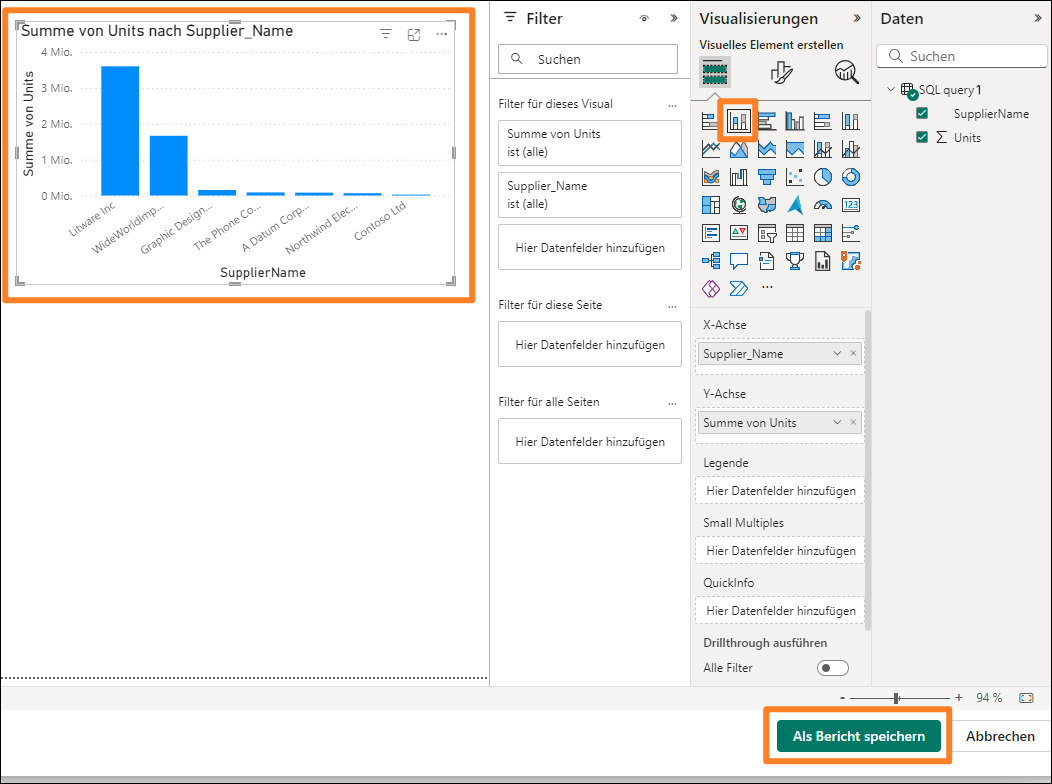 Summe von Units nach Supplier_Name
...
4 Mio.
3 Mio.
2 Mio.
1 Mio.
0 Mio.
Summe von Units
Litware Inc
WideWorldImp...
Graphic Design...
The Phone Co...
A Datum Corp...
Northwind Elec...
Contoso Ltd
SupplierName
Filter
Suchen
Filter für dieses Visual
...
Summe von Units
ist (alle)
Supplier_Name
ist (alle)
Hier Datenfelder hinzufügen
Filter für diese Seite
...
Hier Datenfelder hinzufügen
Filter für alle Seiten
...
Hier Datenfelder hinzufügen
Visualisierungen
Visuelles Element erstellen
123
...
X-Achse
Supplier_Name
Y-Achse
Summe von Units
Legende
Hier Datenfelder hinzufügen
Small Multiples
Hier Datenfelder hinzufügen
QuickInfo
Hier Datenfelder hinzufügen
Drillthrough ausführen
Alle Filter
Daten
Suchen
SQL query1
SupplierName
∑ Units
- + 94 %
Als Bericht speichern
Abbrechen